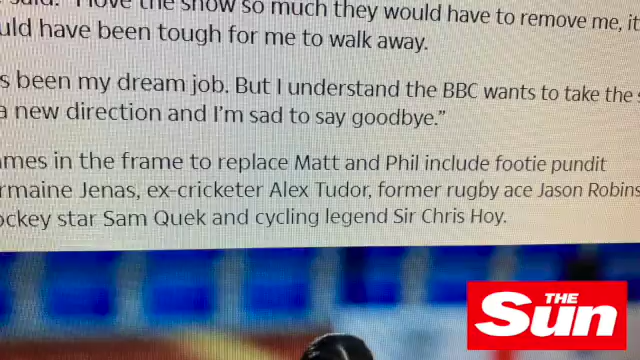 said. "I love the show so much they would have to remove me, it
uld have been tough for me to walk away.
s been my dream job. But I understand the BBC wants to take the
a new direction and I'm sad to say goodbye."
ames in the frame to replace Matt and Phil include footie pundit
rmaine Jenas, ex-cricketer Alex Tudor, former rugby ace Jason Robins
ockey star Sam Quek and cycling legend Sir Chris Hoy.
THE
Sun